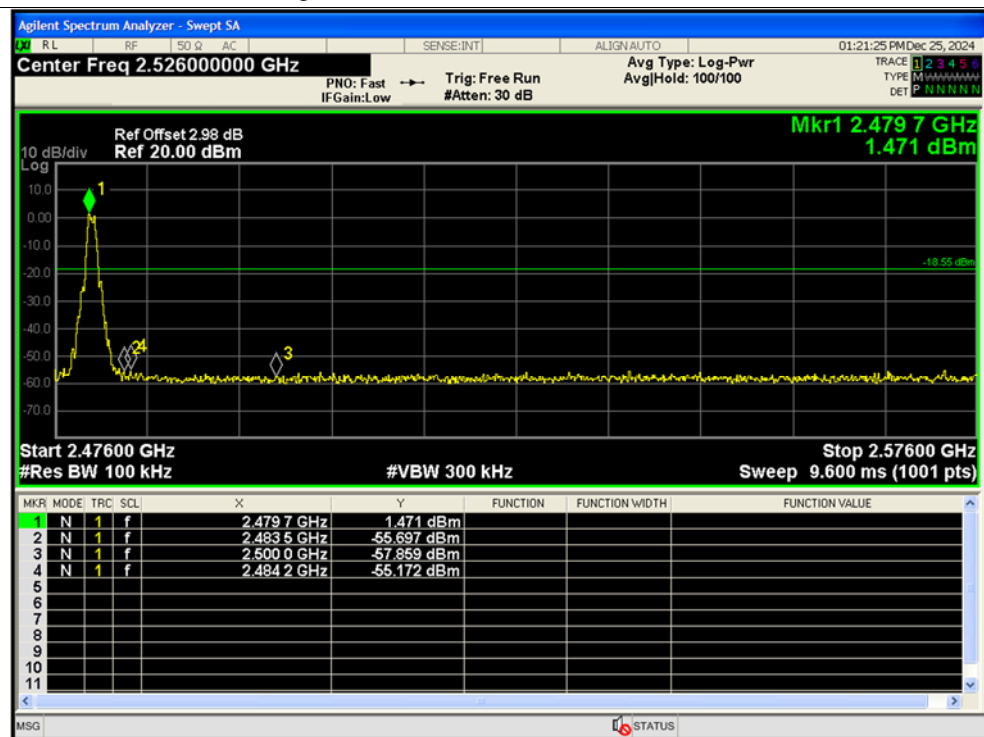 Agilent Spectrum Analyzer - Swept SA
LXI RL RF 50 Ω AC SENSE:INT ALIGN AUTO 01:21:25 PM Dec 25, 2024
Center Freq 2.526000000 GHz
PNO: Fast
IFGain:Low
Trig: Free Run
#Atten: 30 dB
Avg Type: Log-Pwr
Avg|Hold: 100/100
TRACE 1 2 3 4 5 6
TYPE M
DET P N N N N N
Mkr1 2.479 7 GHz
1.471 dBm
Ref Offset 2.98 dB
10 dB/div Ref 20.00 dBm
Log
10.0
0.00
-10.0
-20.0
-30.0
-40.0
-50.0
-60.0
-70.0
1
24
3
-18.55 dBm
Start 2.47600 GHz Stop 2.57600 GHz
#Res BW 100 kHz #VBW 300 kHz Sweep 9.600 ms (1001 pts)
MKR MODE TRC SCL X Y FUNCTION FUNCTION WIDTH FUNCTION VALUE
1 N 1 f 2.479 7 GHz 1.471 dBm
2 N 1 f 2.483 5 GHz -55.697 dBm
3 N 1 f 2.500 0 GHz -57.859 dBm
4 N 1 f 2.484 2 GHz -55.172 dBm
5
6
7
8
9
10
11
MSG STATUS